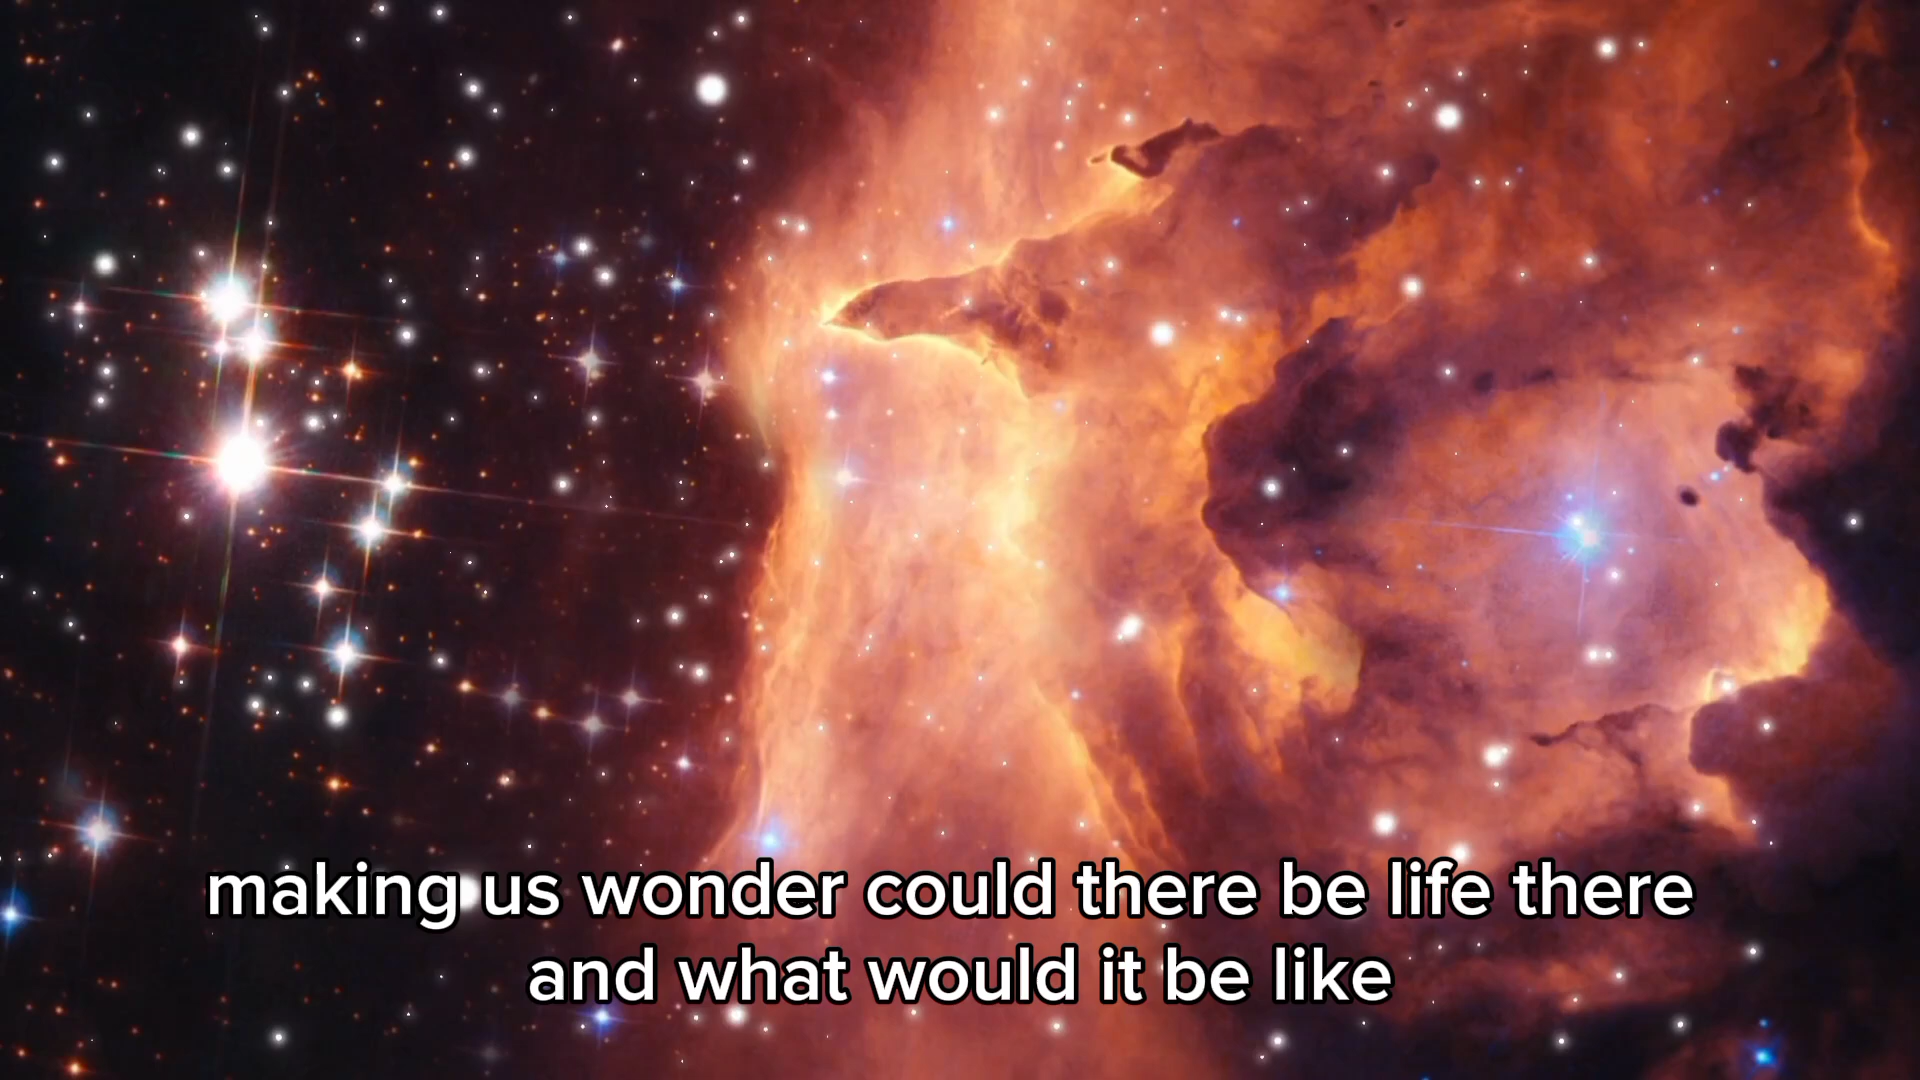 making us wonder could there be life there
and what would it be like